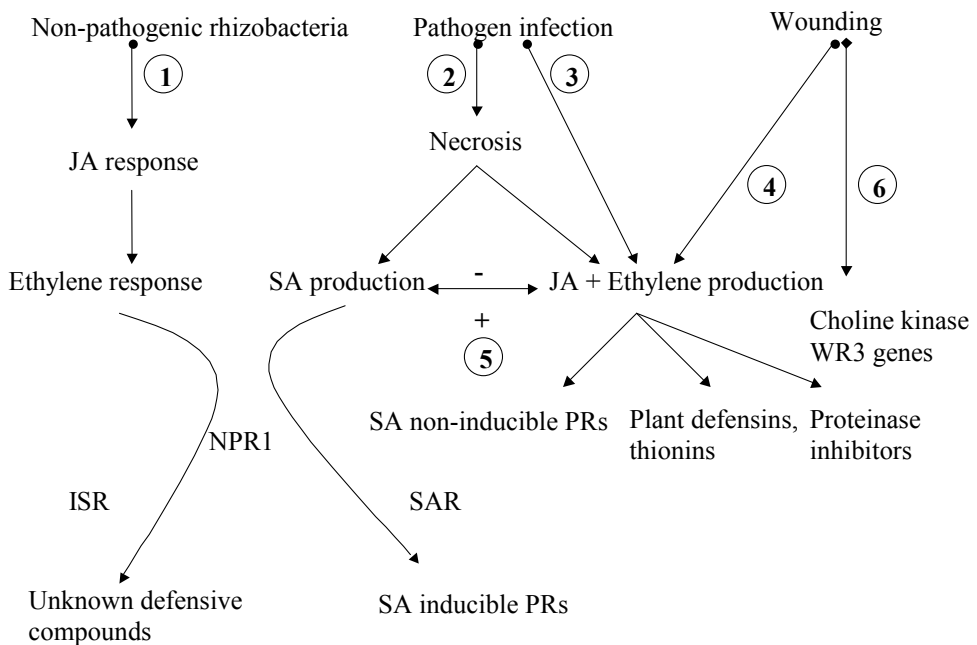 Non-pathogenic rhizobacteria
Pathogen infection
Wounding
1
2
3
Necrosis
JA response
4
6
Ethylene response
SA production
-
JA + Ethylene production
+
5
Choline kinase
WR3 genes
SA non-inducible PRs
Plant defensins,
thionins
Proteinase
inhibitors
NPR1
ISR
SAR
Unknown defensive
compounds
SA inducible PRs